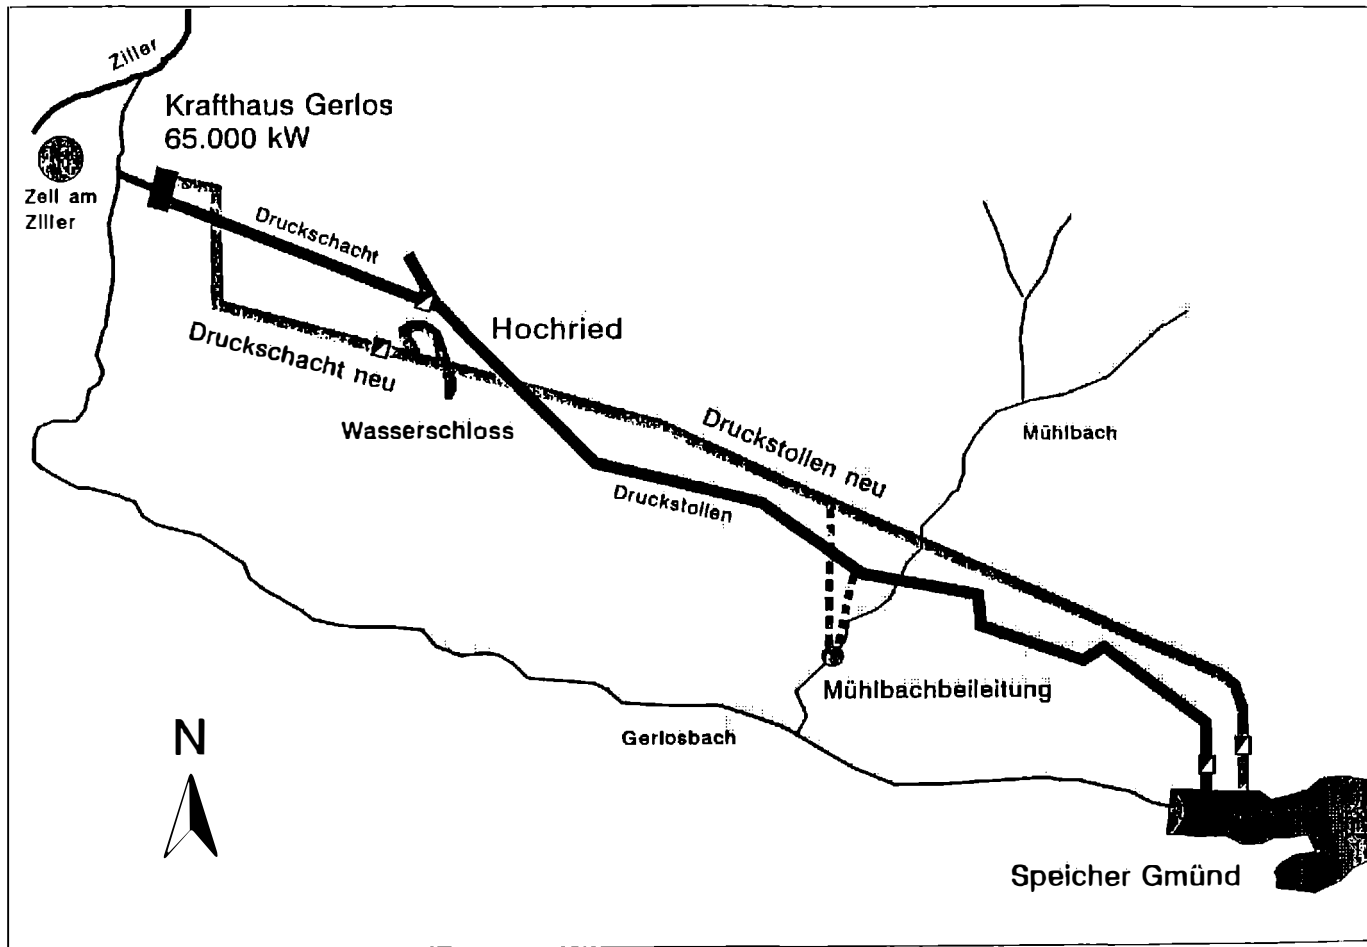 Ziller
Krafthaus Gerlos
65.000 kW
Zell am
Ziller
Druckschacht
Hochried
Druckschacht neu
Wasserschloss
Druckstollen neu
Mühlbach
Druckstollen
Mühlbachbeileitung
Gerlosbach
N
Speicher Gmünd